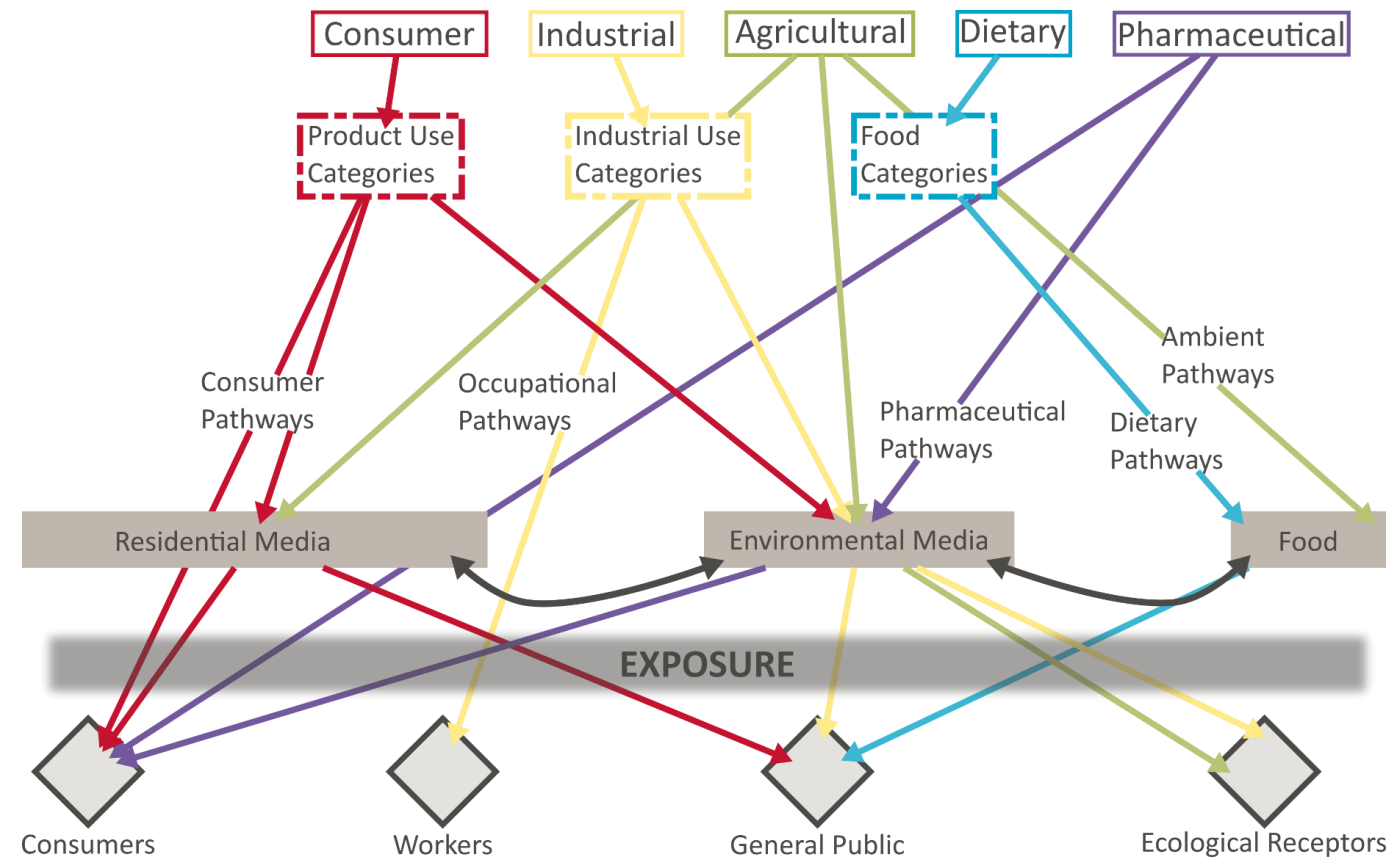 Consumer
Industrial
Agricultural
Dietary
Pharmaceutical
Product Use
Categories
Industrial Use
Categories
Food
Categories
Consumer
Pathways
Occupational
Pathways
Pharmaceutical
Pathways
Dietary
Pathways
Ambient
Pathways
Residential Media
Environmental Media
Food
EXPOSURE
Consumers
Workers
General Public
Ecological Receptors